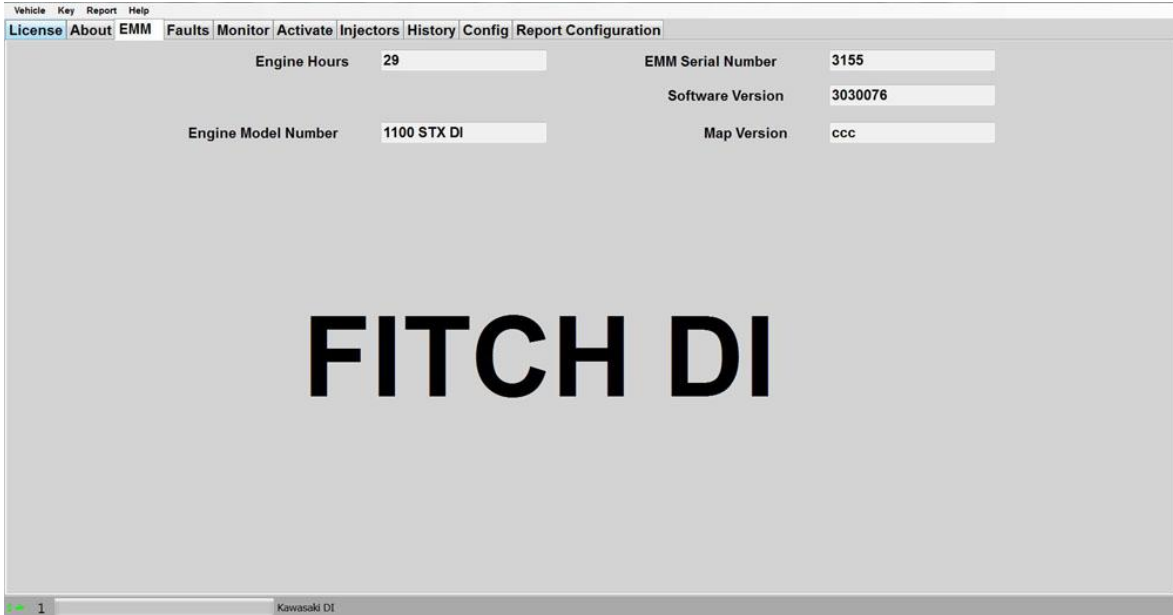 Vehicle Key Report Help
License About EMM Faults Monitor Activate Injectors History Config Report Configuration
Engine Hours 29 EMM Serial Number 3155
Software Version 3030076
Engine Model Number 1100 STX DI Map Version ccc
FITCH DI
1 Kawasaki DI